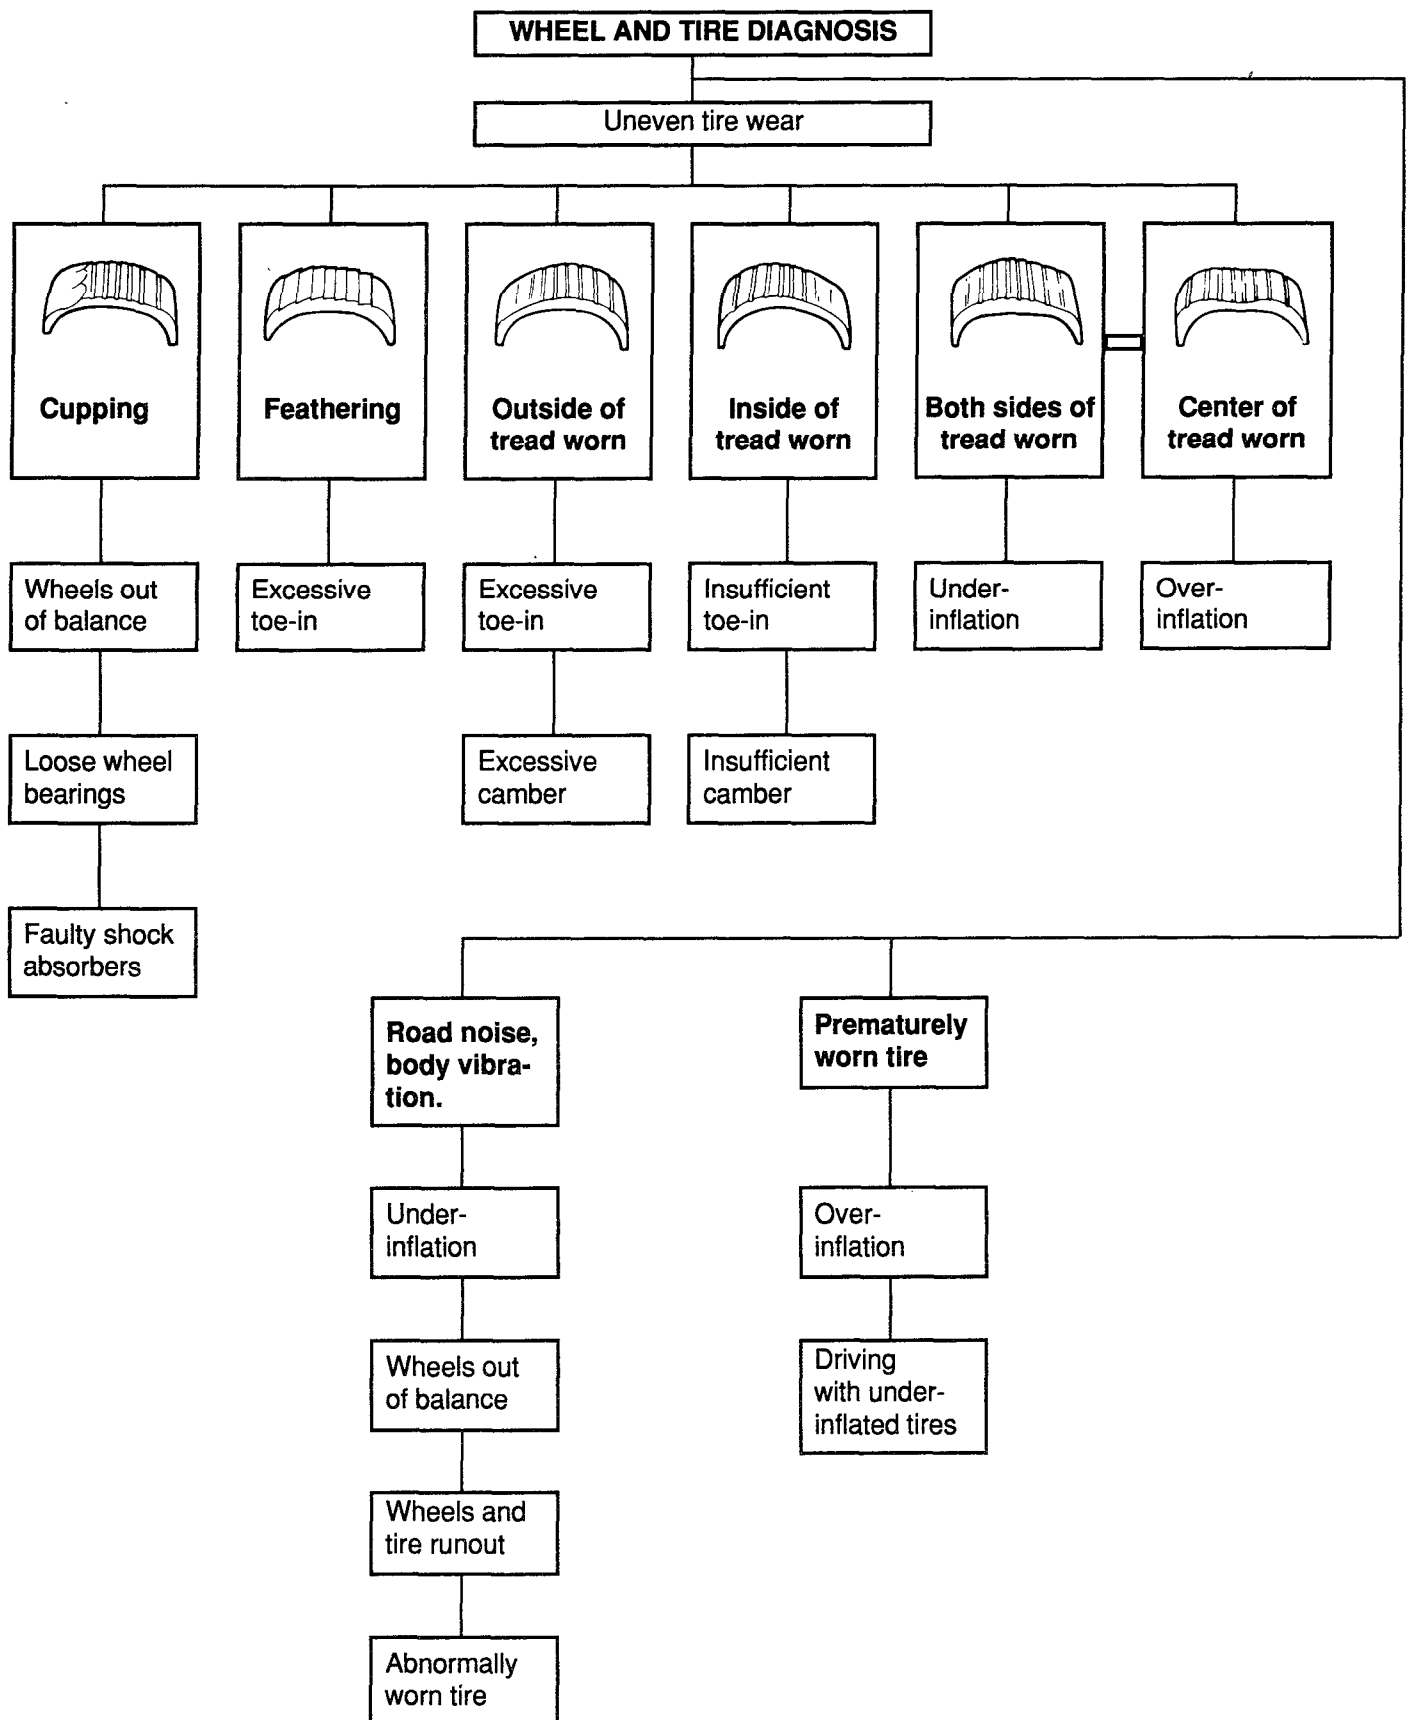 WHEEL AND TIRE DIAGNOSIS
Uneven tire wear
Cupping
Feathering
Outside of
tread worn
Inside of
tread worn
Both sides of
tread worn
Center of
tread worn
Wheels out
of balance
Excessive
toe-in
Excessive
toe-in
Insufficient
toe-in
Under-
inflation
Over-
inflation
Loose wheel
bearings
Excessive
camber
Insufficient
camber
Faulty shock
absorbers
Road noise,
body vibra-
tion.
Prematurely
worn tire
Under-
inflation
Over-
inflation
Wheels out
of balance
Driving
with under-
inflated tires
Wheels and
tire runout
Abnormally
worn tire